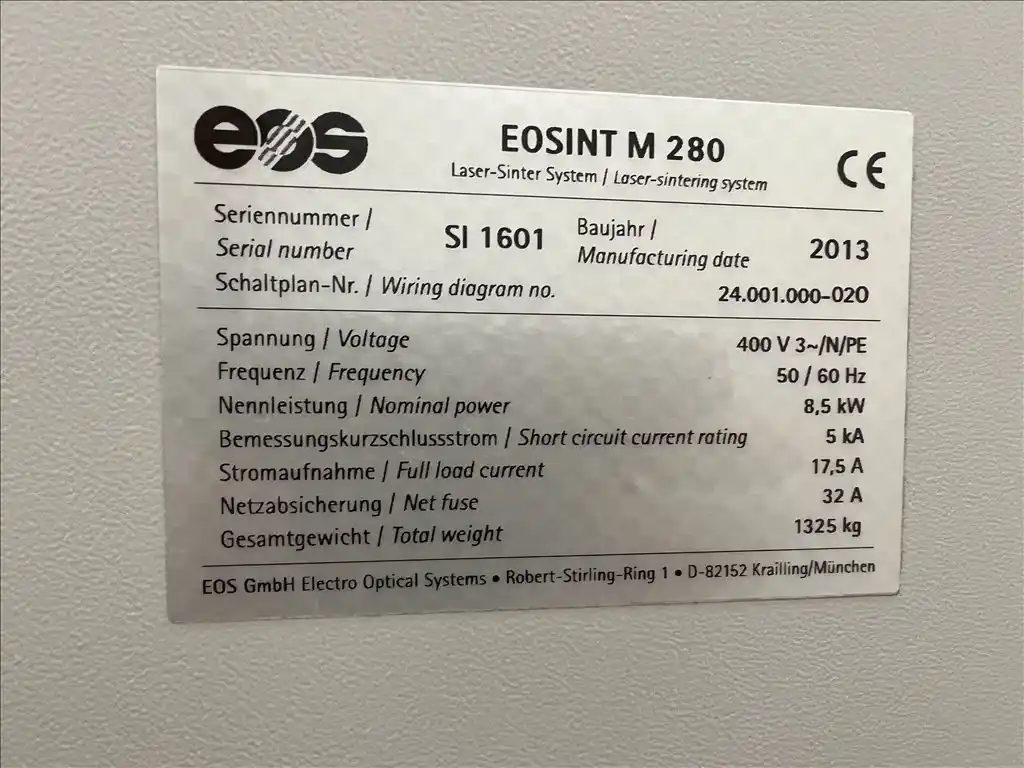 eos
EOSINT M 280
Laser-Sinter System / Laser-sintering system
CE
Seriennummer /
Serial number
SI 1601
Baujahr /
Manufacturing date
2013
Schaltplan-Nr. / Wiring diagram no. 24.001.000-020
Spannung / Voltage 400 V 3~/N/PE
Frequenz / Frequency 50 / 60 Hz
Nennleistung / Nominal power 8,5 kW
Bemessungskurzschlussstrom / Short circuit current rating 5 kA
Stromaufnahme / Full load current 17,5 A
Netzabsicherung / Net fuse 32 A
Gesamtgewicht / Total weight 1325 kg
EOS GmbH Electro Optical Systems • Robert-Stirling-Ring 1 • D-82152 Krailling/München